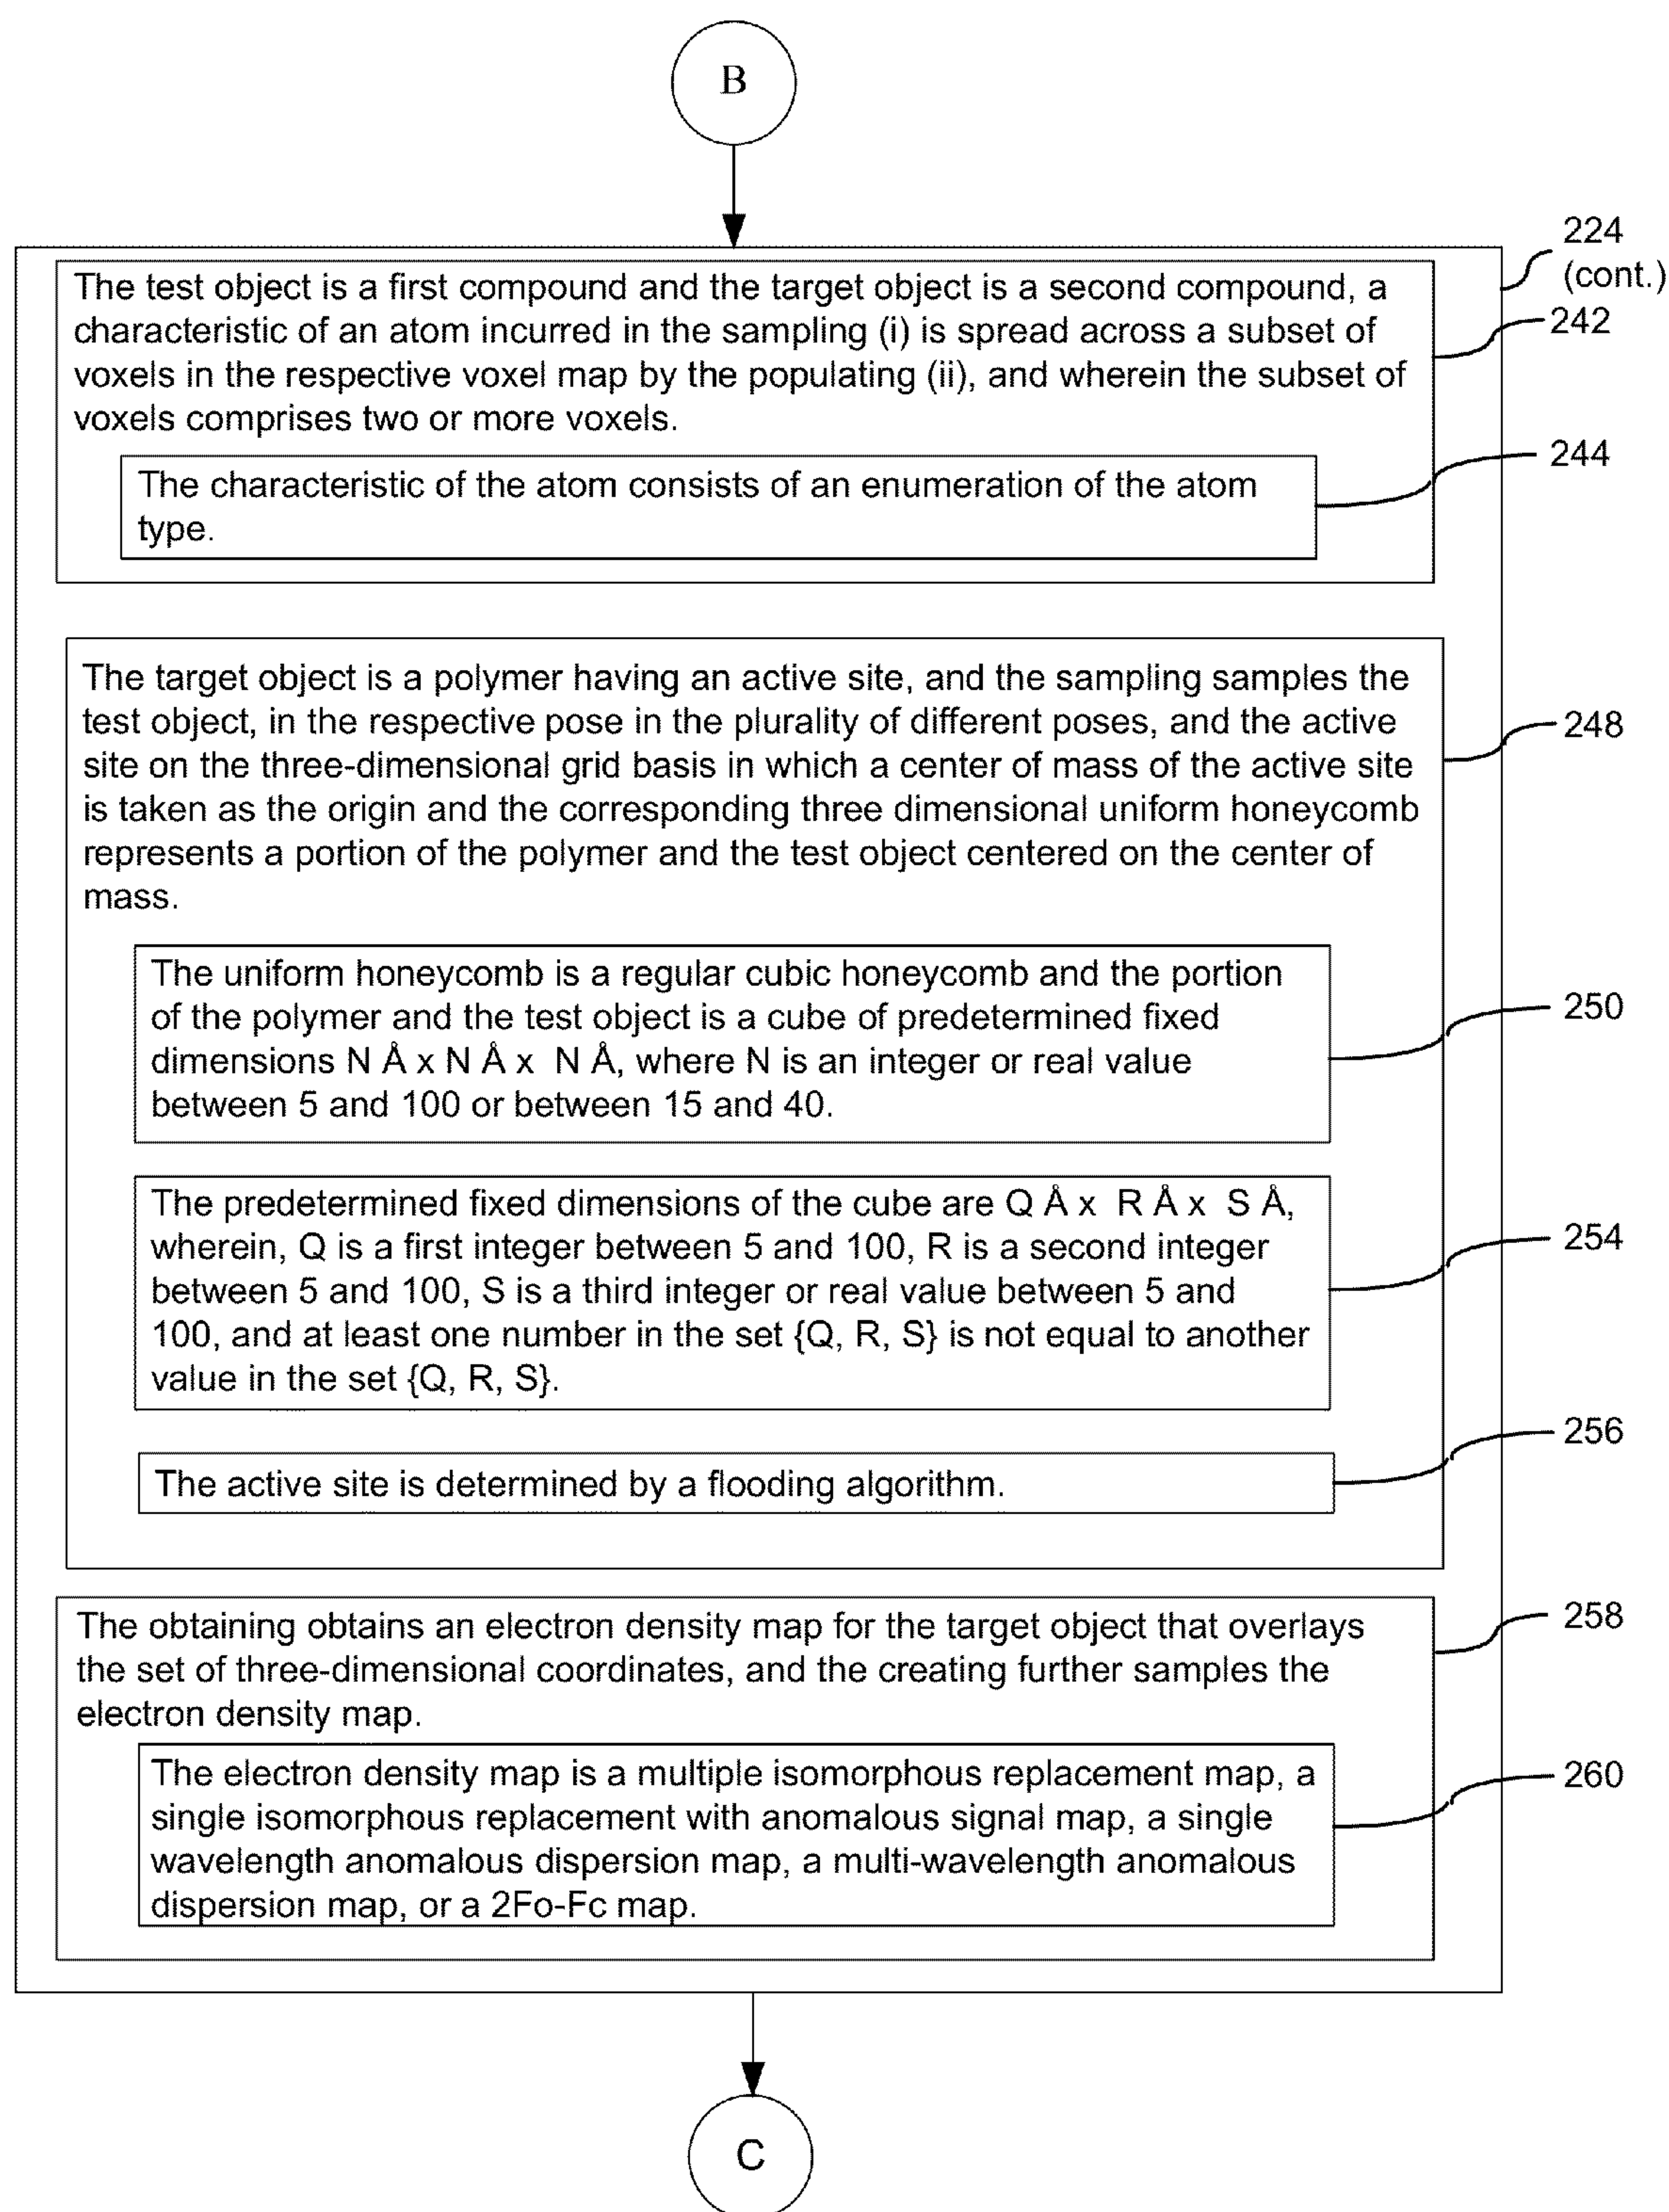 B
224
(cont.)
The test object is a first compound and the target object is a second compound, a
characteristic of an atom incurred in the sampling (i) is spread across a subset of
voxels in the respective voxel map by the populating (ii), and wherein the subset of
voxels comprises two or more voxels.
242
The characteristic of the atom consists of an enumeration of the atom
type.
244
The target object is a polymer having an active site, and the sampling samples the
test object, in the respective pose in the plurality of different poses, and the active
site on the three-dimensional grid basis in which a center of mass of the active site
is taken as the origin and the corresponding three dimensional uniform honeycomb
represents a portion of the polymer and the test object centered on the center of
mass.
248
The uniform honeycomb is a regular cubic honeycomb and the portion
of the polymer and the test object is a cube of predetermined fixed
dimensions N Å x N Å x N Å, where N is an integer or real value
between 5 and 100 or between 15 and 40.
250
The predetermined fixed dimensions of the cube are Q Å x R Å x S Å,
wherein, Q is a first integer between 5 and 100, R is a second integer
between 5 and 100, S is a third integer or real value between 5 and
100, and at least one number in the set {Q, R, S} is not equal to another
value in the set {Q, R, S}.
254
The active site is determined by a flooding algorithm.
256
The obtaining obtains an electron density map for the target object that overlays
the set of three-dimensional coordinates, and the creating further samples the
electron density map.
258
The electron density map is a multiple isomorphous replacement map, a
single isomorphous replacement with anomalous signal map, a single
wavelength anomalous dispersion map, a multi-wavelength anomalous
dispersion map, or a 2Fo-Fc map.
260
C